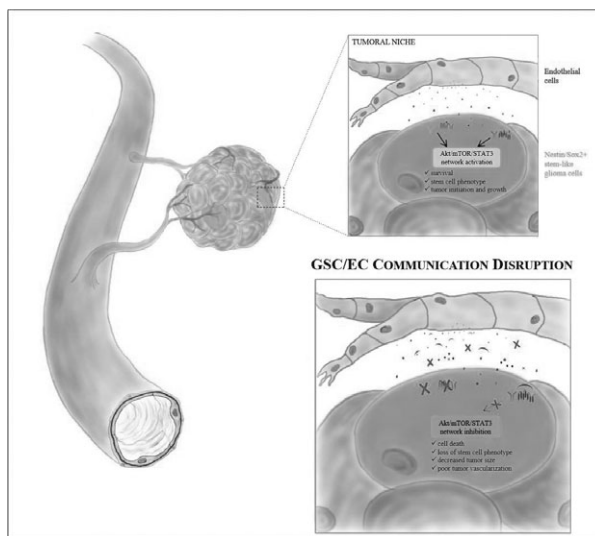 TUMORAL NICHE
Endothelial
cells
Nestin/Sox2+
stem-like
glioma cells
Akt/mTOR/STAT3
network activation
✓ survival
✓ stem cell phenotype
✓ tumor initiation and growth
GSC/EC COMMUNICATION DISRUPTION
Akt/mTOR/STAT3
network inhibition
✓ cell death
✓ loss of stem cell phenotype
✓ decreased tumor size
✓ poor tumor vascularization